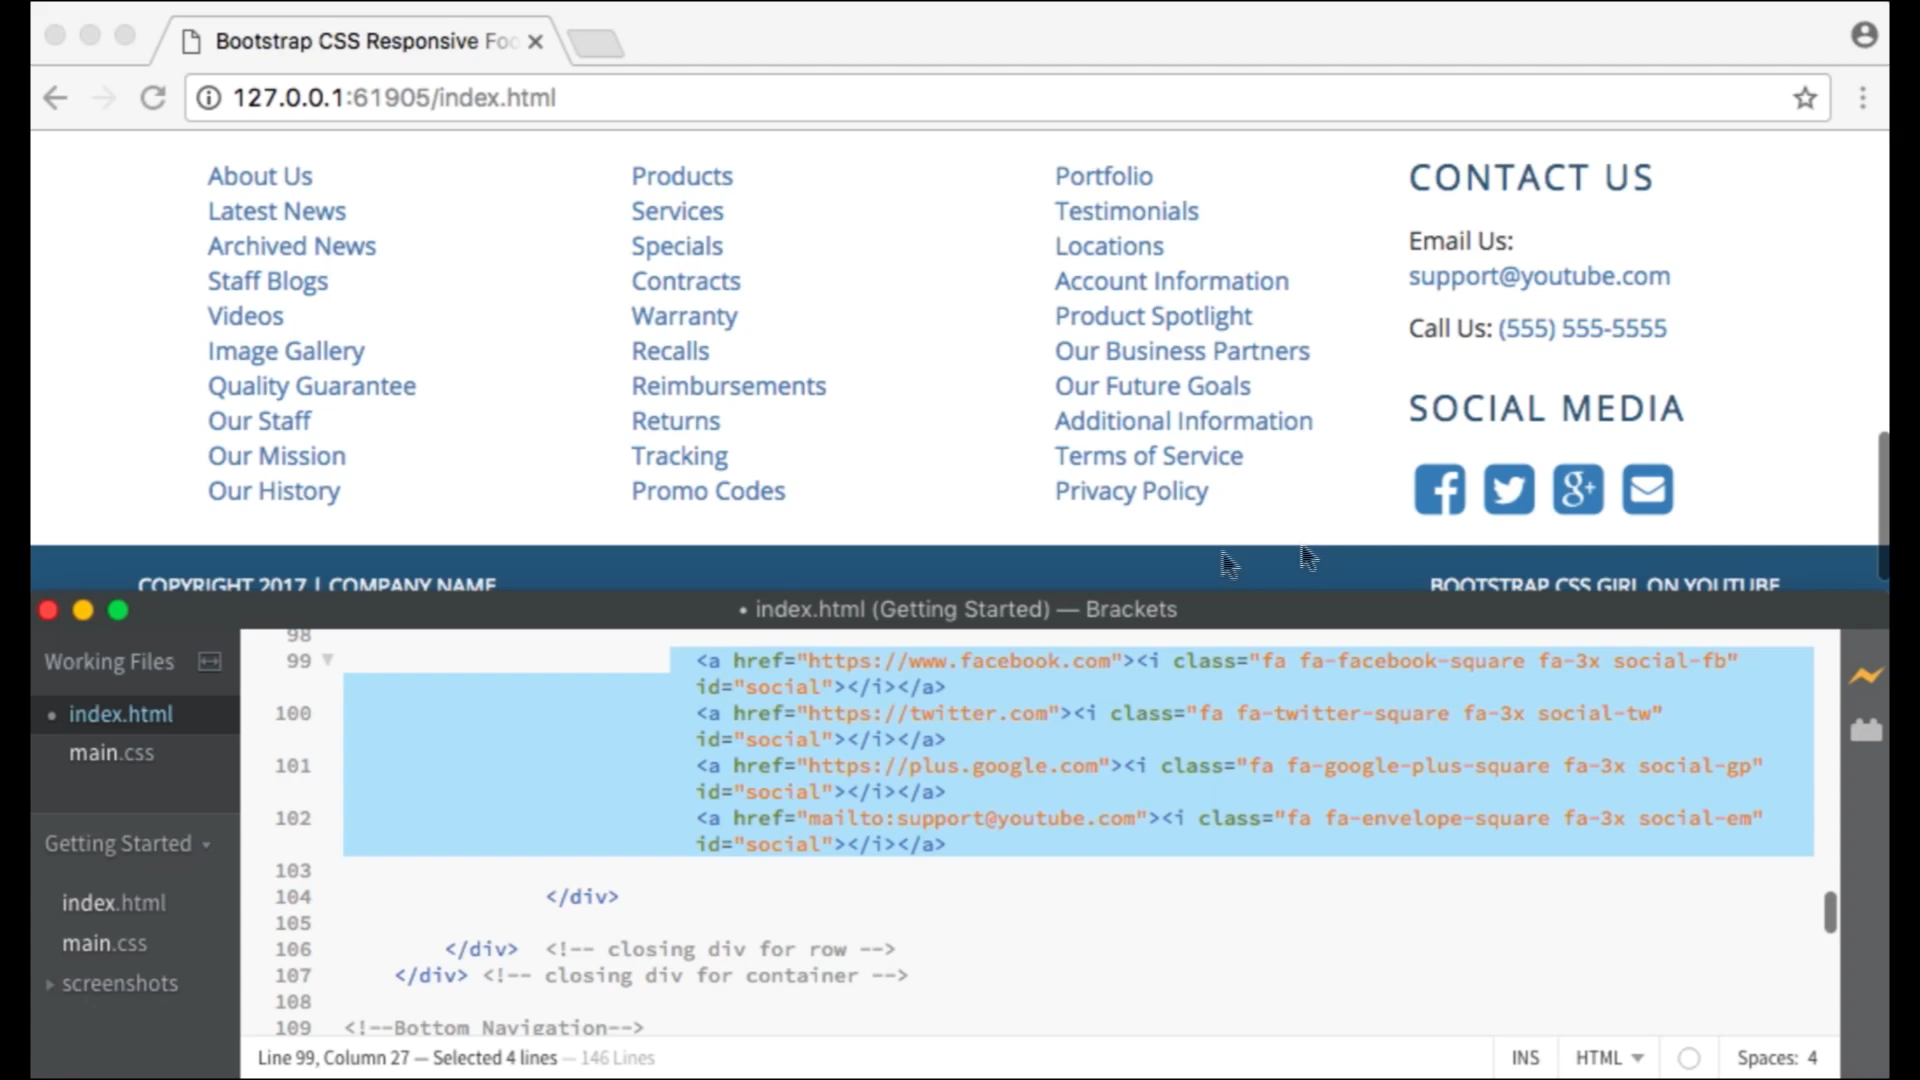 Bootstrap CSS Responsive Foo
127.0.0.1:61905/index.html
About Us
Latest News
Archived News
Staff Blogs
Videos
Image Gallery
Quality Guarantee
Our Staff
Our Mission
Our History
Products
Services
Specials
Contracts
Warranty
Recalls
Reimbursements
Returns
Tracking
Promo Codes
Portfolio
Testimonials
Locations
Account Information
Product Spotlight
Our Business Partners
Our Future Goals
Additional Information
Terms of Service
Privacy Policy
CONTACT US
Email Us:
support@youtube.com
Call Us: (555) 555-5555
SOCIAL MEDIA
COPYRIGHT 2017 | COMPANY NAME
BOOTSTRAP CSS GIRL ON YOUTUBE
• index.html (Getting Started) — Brackets
Working Files
• index.html
main.css
Getting Started
index.html
main.css
screenshots
98
99 <a href="https://www.facebook.com"><i class="fa fa-facebook-square fa-3x social-fb"
id="social"></i></a>
100 <a href="https://twitter.com"><i class="fa fa-twitter-square fa-3x social-tw"
id="social"></i></a>
101 <a href="https://plus.google.com"><i class="fa fa-google-plus-square fa-3x social-gp"
id="social"></i></a>
102 <a href="mailto:support@youtube.com"><i class="fa fa-envelope-square fa-3x social-em"
id="social"></i></a>
103
104 </div>
105
106 </div> <!-- closing div for row -->
107 </div> <!-- closing div for container -->
108
109 <!--Bottom Navigation-->
Line 99, Column 27 — Selected 4 lines — 146 Lines
INS
HTML
Spaces: 4